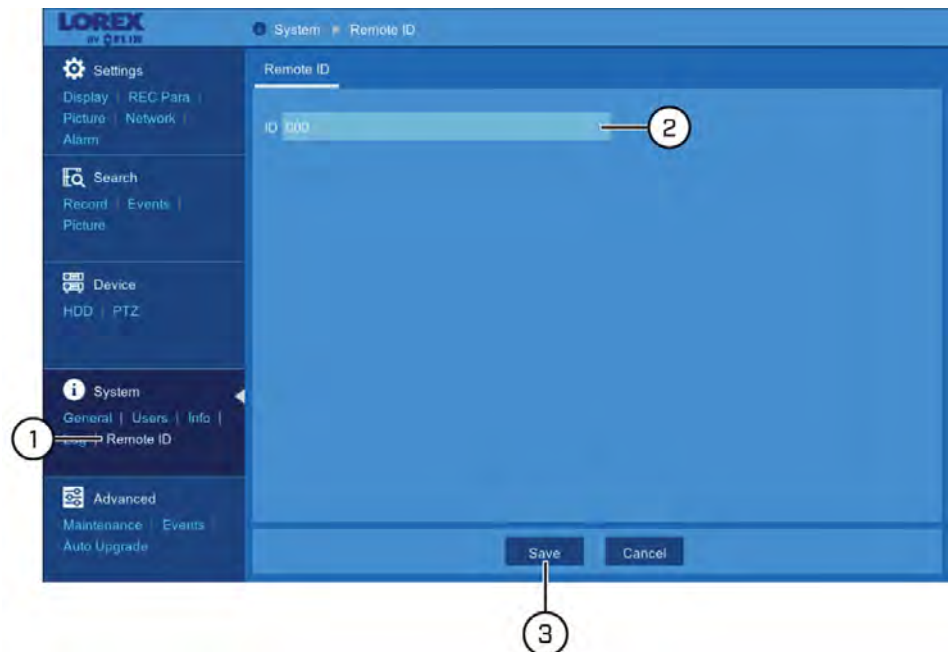 LOREX
BY FLIR
System Remote ID
Settings
Display | REC Para |
Picture | Network |
Alarm
Search
Record | Events |
Picture
Device
HDD | PTZ
System
General | Users | Info |
Log | Remote ID
Advanced
Maintenance | Events |
Auto Upgrade
Remote ID
ID 000
Save Cancel
1
2
3